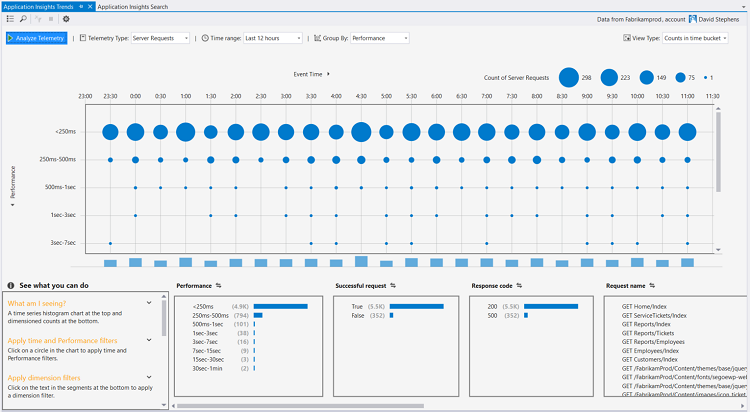 Application Insights Trends
Application Insights Search
Data from Fabrikamprod, account David Stephens
Analyze Telemetry | Telemetry Type: Server Requests | Time range: Last 12 hours | Group By: Performance View Type: Counts in time bucket
Event Time
Count of Server Requests 298 223 149 75 1
23:00 23:30 0:00 0:30 1:00 1:30 2:00 2:30 3:00 3:30 4:00 4:30 5:00 5:30 6:00 6:30 7:00 7:30 8:00 8:30 9:00 9:30 10:00 10:30 11:00 11:30
Performance
<250ms
250ms-500ms
500ms-1sec
1sec-3sec
3sec-7sec
See what you can do
What am I seeing?
A time series histogram chart at the top and
dimensioned counts at the bottom.
Apply time and Performance filters
Click on a circle in the chart to apply time and
Performance filters.
Apply dimension filters
Click on the text in the segments at the bottom to apply
a dimension filter.
Performance
<250ms (4.9K)
250ms-500ms (794)
500ms-1sec (101)
1sec-3sec (38)
3sec-7sec (16)
7sec-15sec (9)
15sec-30sec (3)
30sec-1min (2)
Successful request
True (5.5K)
False (352)
Response code
200 (5.5K)
500 (352)
Request name
GET Home/Index
GET ServiceTickets/Index
GET Reports/Index
GET Reports/Tickets
GET Reports/Employees
GET Employees/Index
GET Customers/Index
GET /FabrikamProd/Content/themes/base/jquery
GET /FabrikamProd/Content/fonts/segoewp-we
GET /FabrikamProd/Content/themes/base/jquery
GET /FabrikamProd/Content/images/icon_ticket